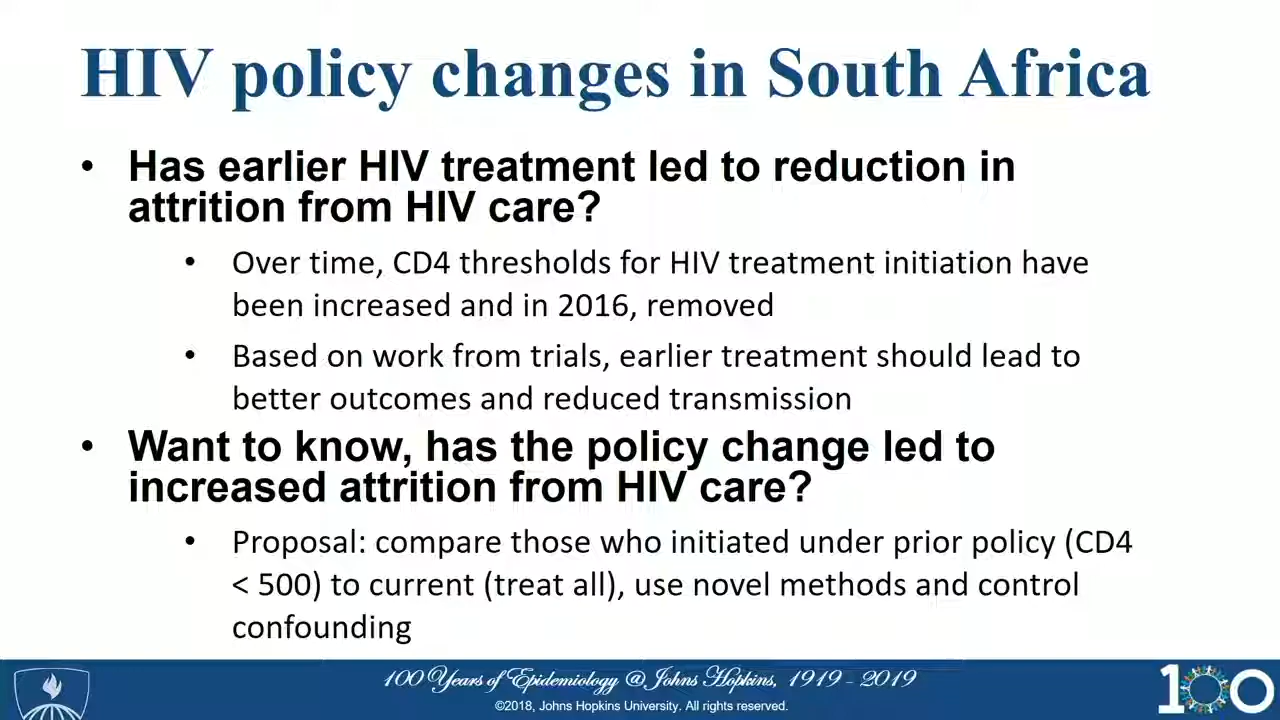 HIV policy changes in South Africa
• Has earlier HIV treatment led to reduction in
attrition from HIV care?
• Over time, CD4 thresholds for HIV treatment initiation have
been increased and in 2016, removed
• Based on work from trials, earlier treatment should lead to
better outcomes and reduced transmission
• Want to know, has the policy change led to
increased attrition from HIV care?
• Proposal: compare those who initiated under prior policy (CD4
< 500) to current (treat all), use novel methods and control
confounding
100 Years of Epidemiology @ Johns Hopkins, 1919 - 2019
©2018, Johns Hopkins University. All rights reserved.
100